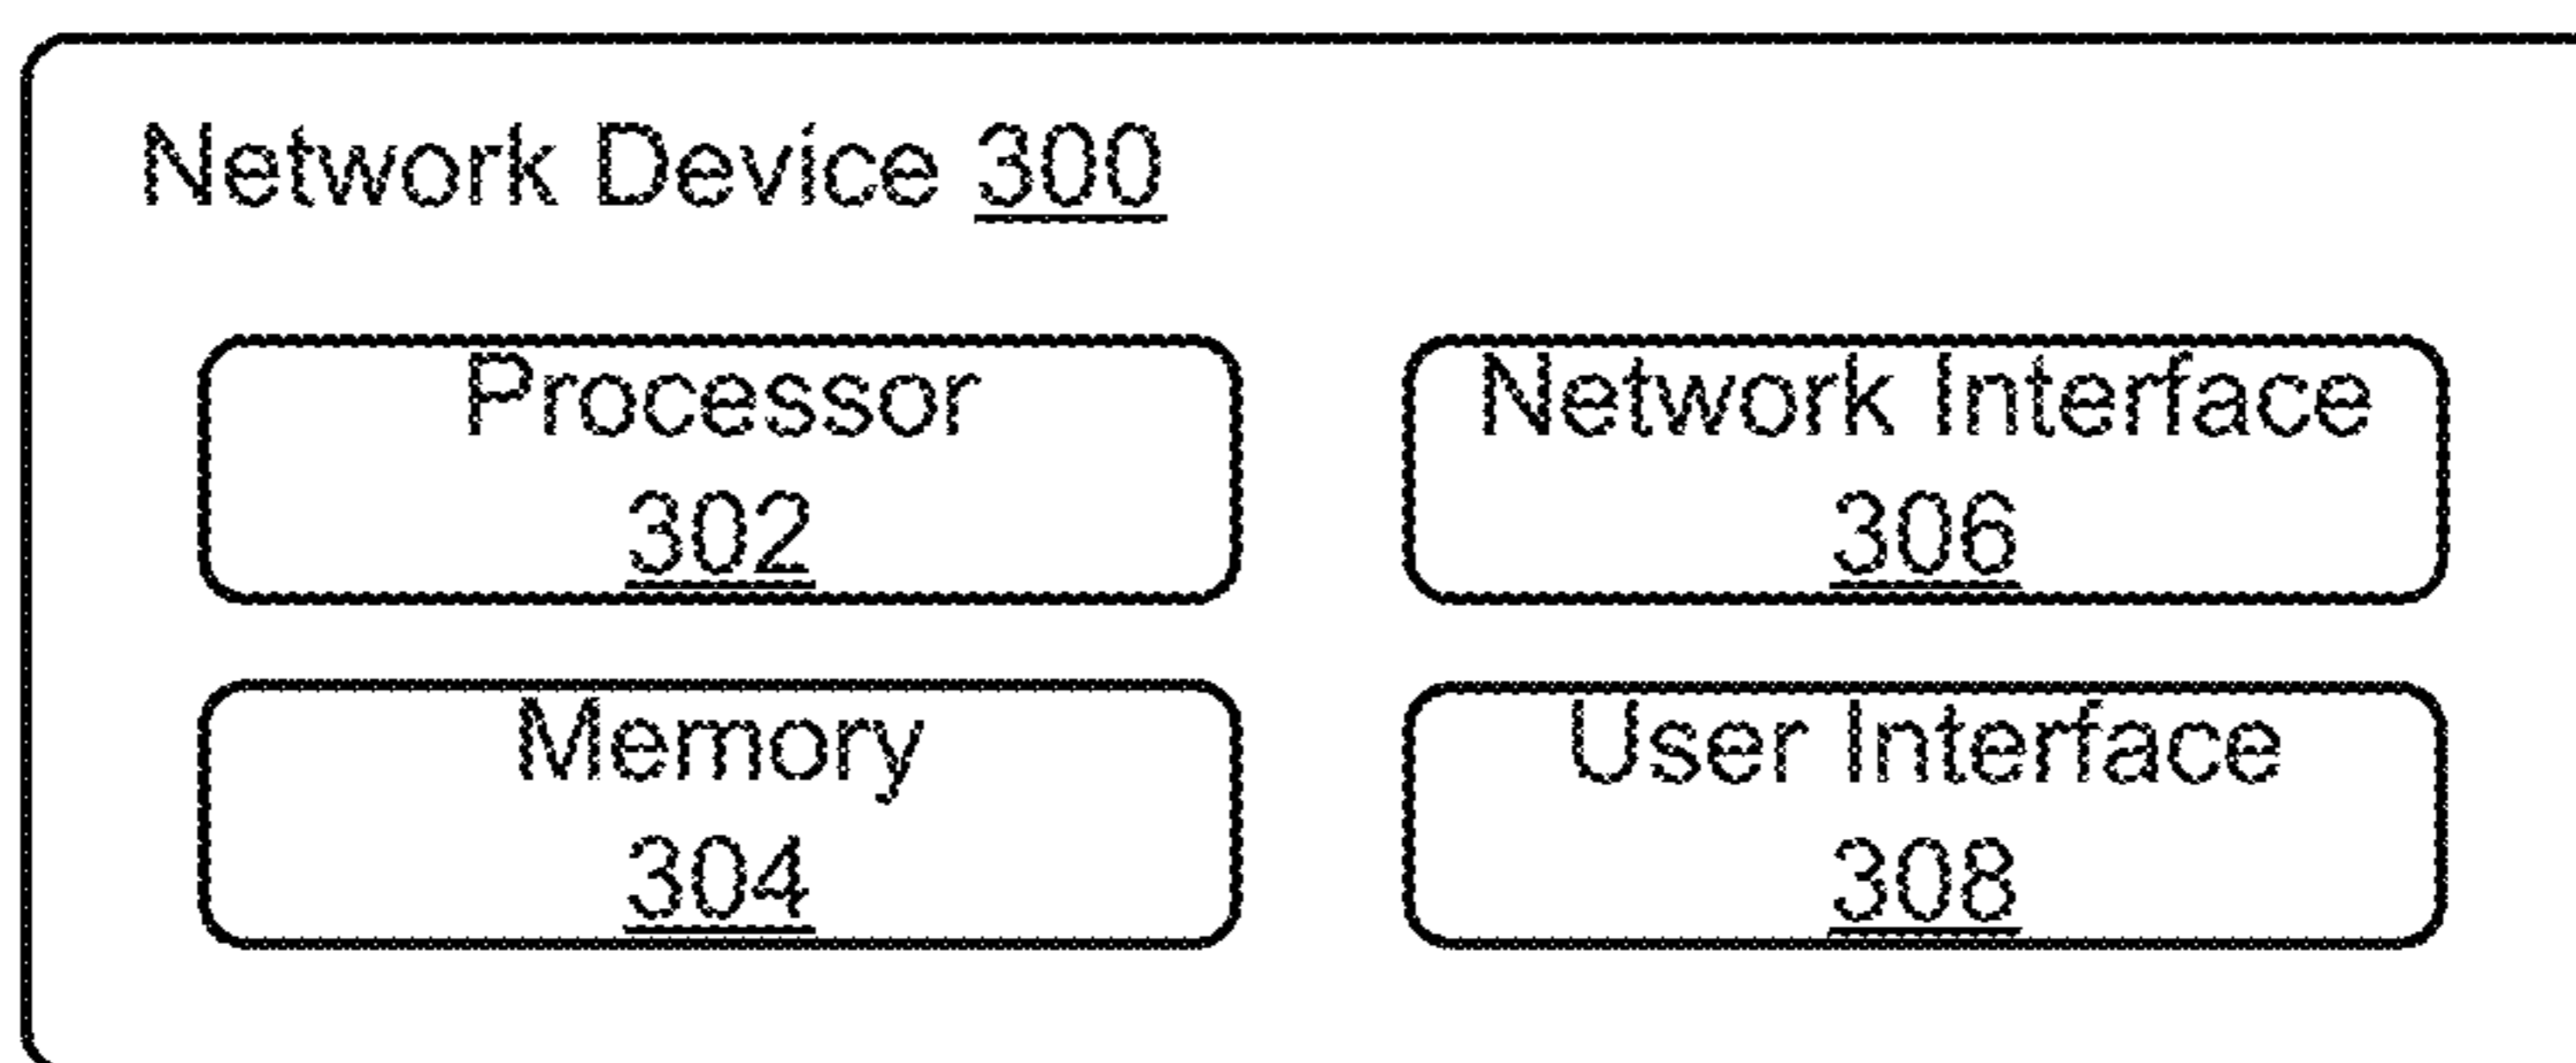 Network Device 300
Processor
302
Network Interface
306
Memory
304
User Interface
308